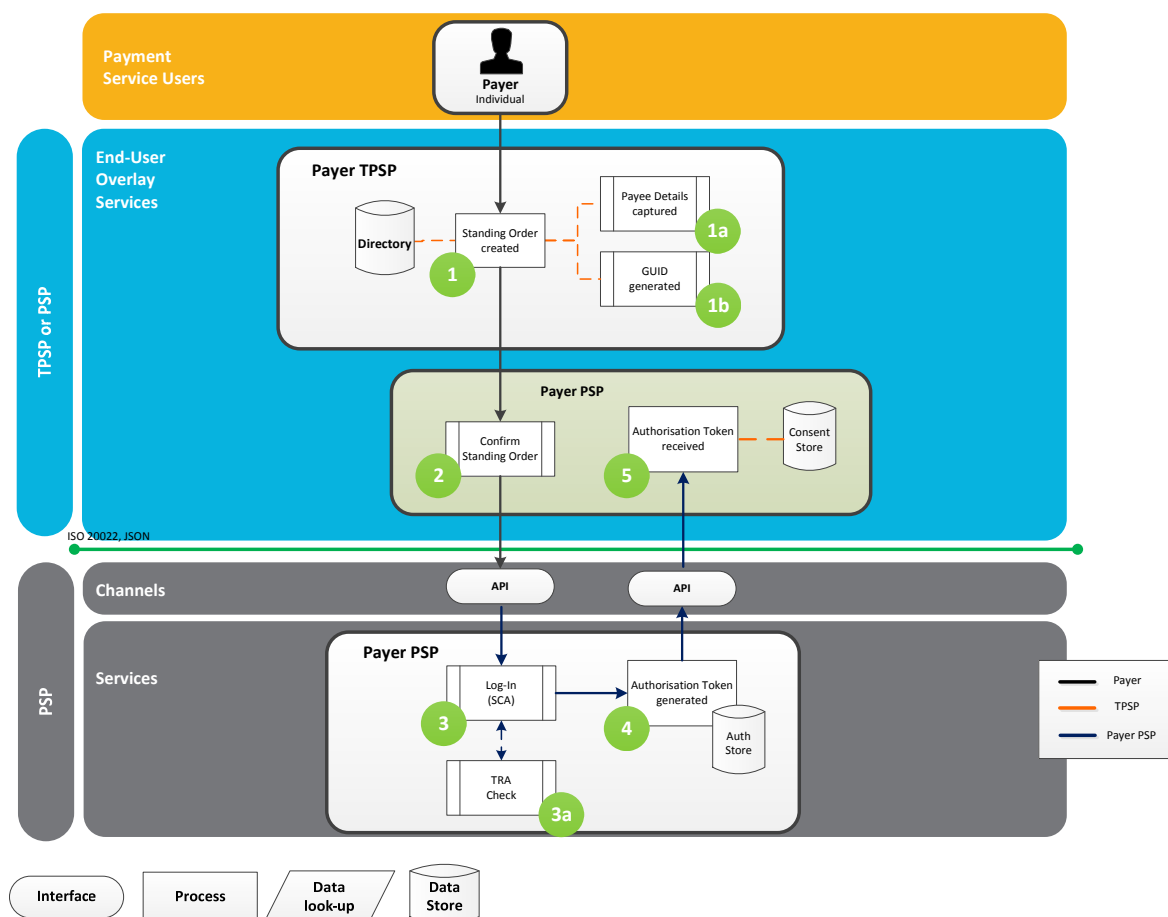 Payment
Service Users
Payer
Individual
TPSP or PSP
End-User
Overlay
Services
Payer TPSP
Directory
Standing Order
created
1
Payee Details
captured
1a
GUID
generated
1b
Payer PSP
Confirm
Standing Order
2
Authorisation Token
received
5
Consent
Store
ISO 20022, JSON
PSP
Channels
API
API
Services
Payer PSP
Log-In
(SCA)
3
Authorisation Token
generated
4
Auth
Store
TRA
Check
3a
Payer
TPSP
Payer PSP
Interface
Process
Data
look-up
Data
Store